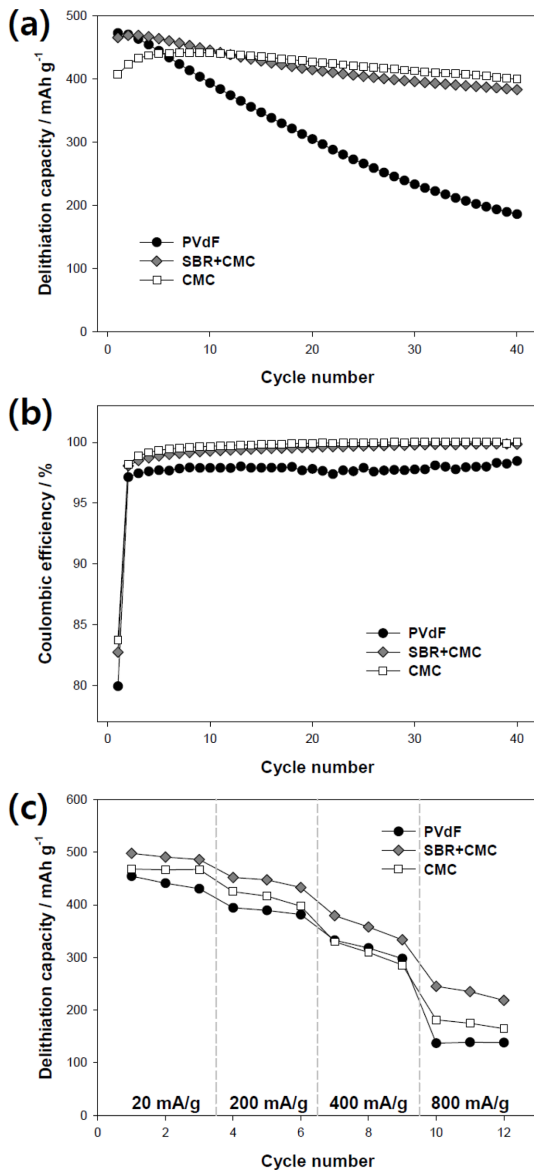 (a)
500
400
300
200
100
0
Delithiation capacity / mAh g-1
PVdF
SBR+CMC
CMC
0 10 20 30 40
Cycle number
(b)
100
95
90
85
80
Coulombic efficiency / %
PVdF
SBR+CMC
CMC
0 10 20 30 40
Cycle number
(c)
600
500
400
300
200
100
0
Delithiation capacity / mAh g-1
PVdF
SBR+CMC
CMC
20 mA/g 200 mA/g 400 mA/g 800 mA/g
0 2 4 6 8 10 12
Cycle number